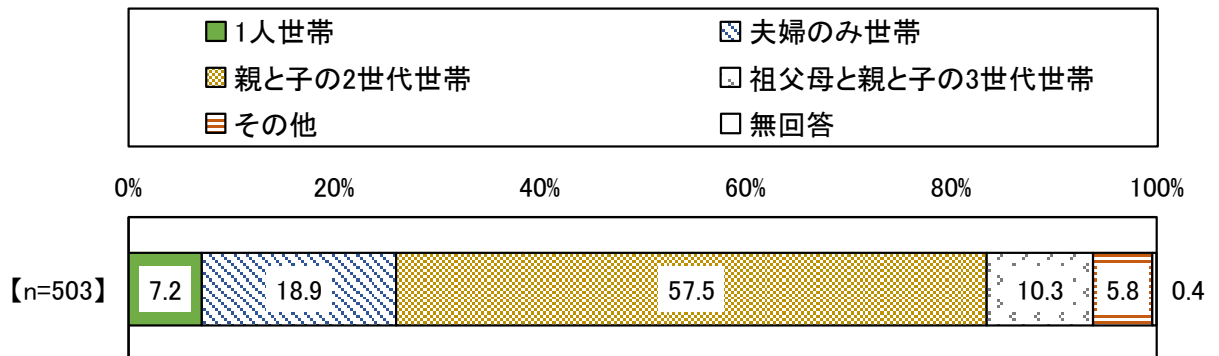 1人世帯 夫婦のみ世帯
親と子の2世代世帯 祖父母と親と子の3世代世帯
その他 無回答
0% 20% 40% 60% 80% 100%
【n=503】 7.2 18.9 57.5 10.3 5.8 0.4